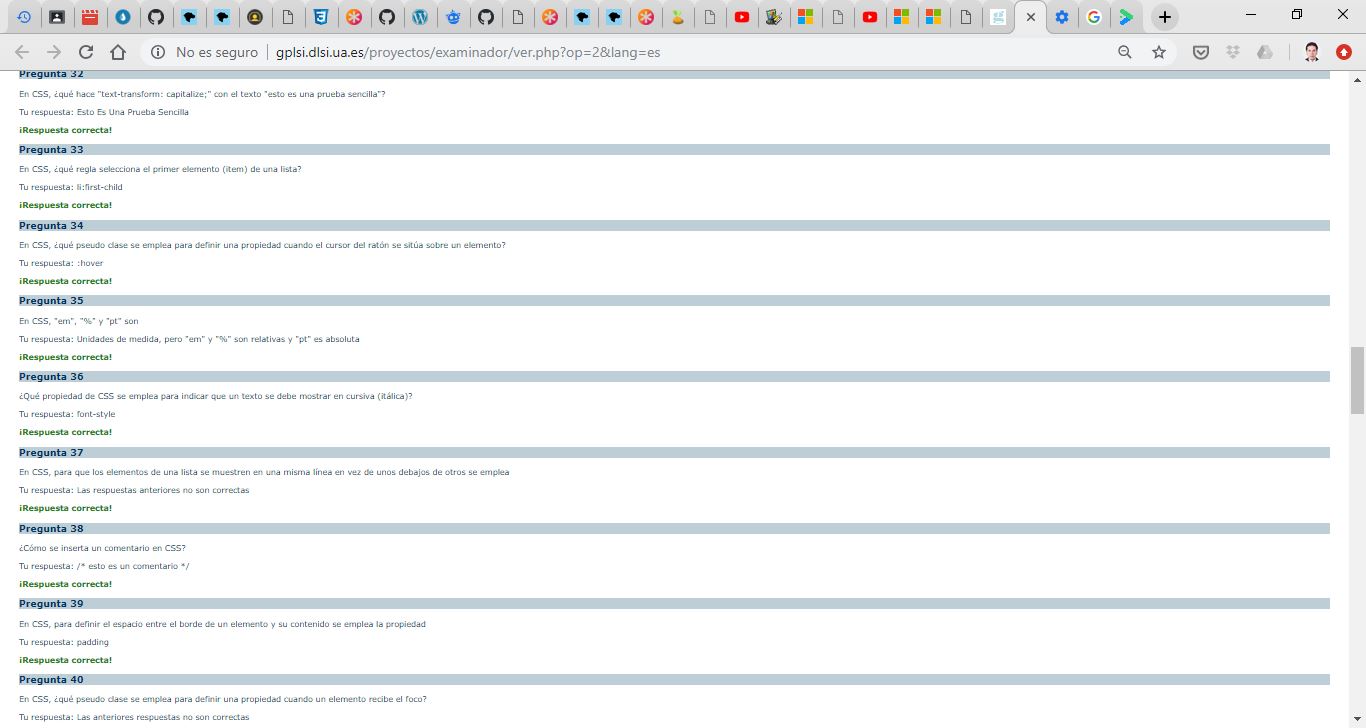 No es seguro | gplsi.dlsi.ua.es/proyectos/examinador/ver.php?op=2&lang=es
Pregunta 32
En CSS, ¿qué hace "text-transform: capitalize;" con el texto "esto es una prueba sencilla"?
Tu respuesta: Esto Es Una Prueba Sencilla
¡Respuesta correcta!
Pregunta 33
En CSS, ¿qué regla selecciona el primer elemento (item) de una lista?
Tu respuesta: li:first-child
¡Respuesta correcta!
Pregunta 34
En CSS, ¿qué pseudo clase se emplea para definir una propiedad cuando el cursor del ratón se sitúa sobre un elemento?
Tu respuesta: :hover
¡Respuesta correcta!
Pregunta 35
En CSS, "em", "%" y "pt" son
Tu respuesta: Unidades de medida, pero "em" y "%" son relativas y "pt" es absoluta
¡Respuesta correcta!
Pregunta 36
¿Qué propiedad de CSS se emplea para indicar que un texto se debe mostrar en cursiva (itálica)?
Tu respuesta: font-style
¡Respuesta correcta!
Pregunta 37
En CSS, para que los elementos de una lista se muestren en una misma línea en vez de unos debajos de otros se emplea
Tu respuesta: Las respuestas anteriores no son correctas
¡Respuesta correcta!
Pregunta 38
¿Cómo se inserta un comentario en CSS?
Tu respuesta: /* esto es un comentario */
¡Respuesta correcta!
Pregunta 39
En CSS, para definir el espacio entre el borde de un elemento y su contenido se emplea la propiedad
Tu respuesta: padding
¡Respuesta correcta!
Pregunta 40
En CSS, ¿qué pseudo clase se emplea para definir una propiedad cuando un elemento recibe el foco?
Tu respuesta: Las anteriores respuestas no son correctas